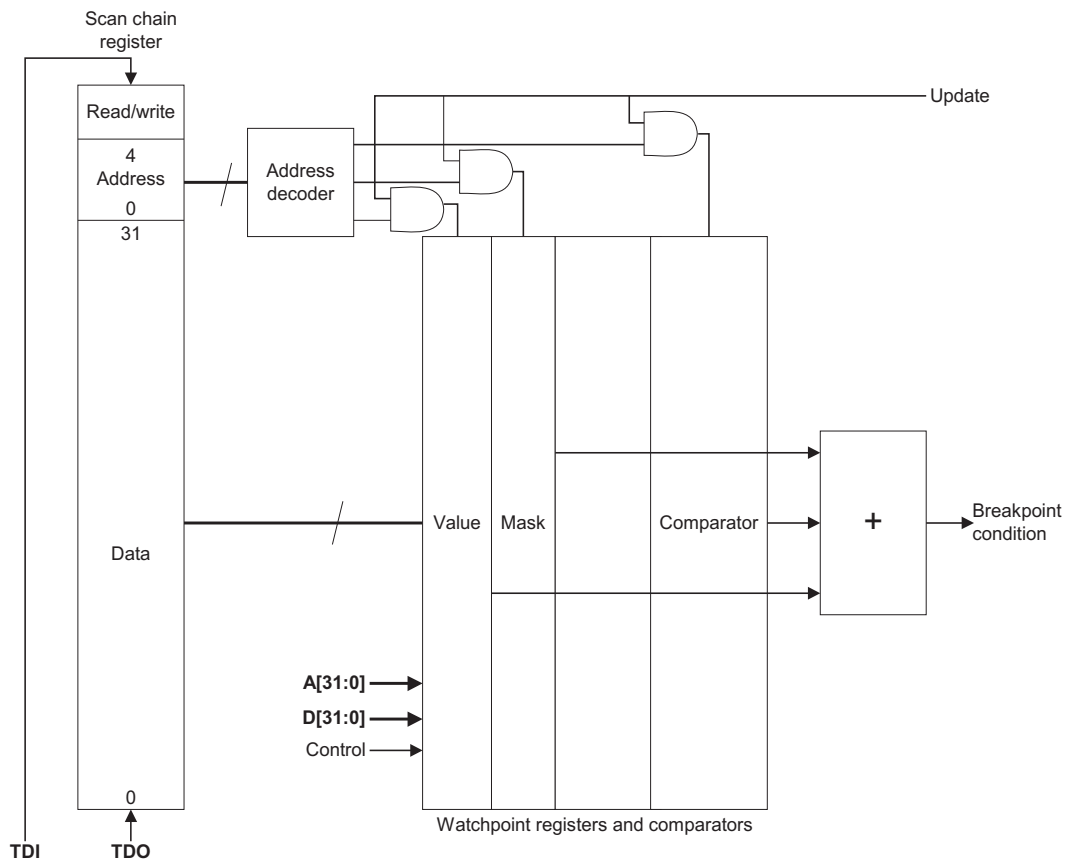 Scan chain
register
Read/write
Update
4
Address
0
Address
decoder
31
Value
Mask
Comparator
+
Breakpoint
condition
Data
A[31:0]
D[31:0]
Control
0
Watchpoint registers and comparators
TDI
TDO